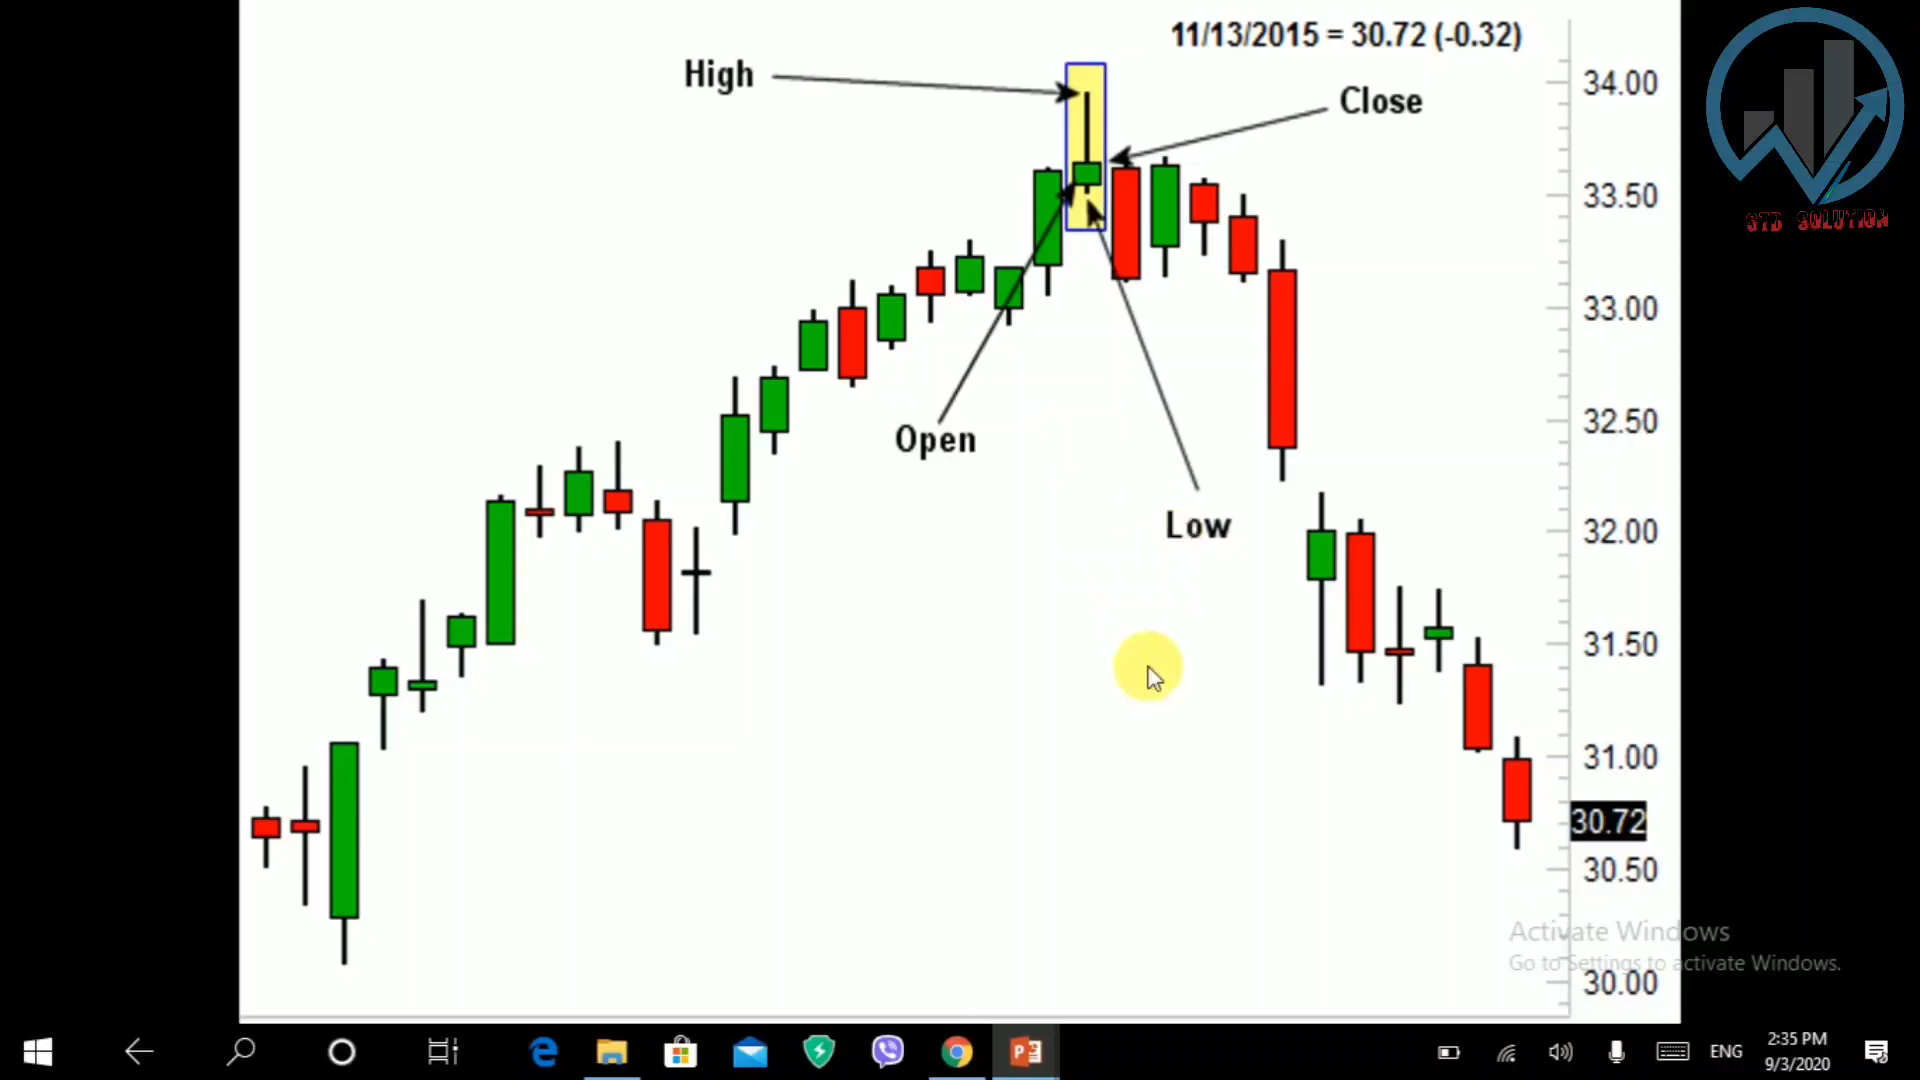 11/13/2015 = 30.72 (-0.32)
High
Close
Open
Low
34.00
33.50
33.00
32.50
32.00
31.50
31.00
30.72
30.50
30.00
STD SOLUTION
Activate Windows
Go to Settings to activate Windows.
ENG
2:35 PM
9/3/2020